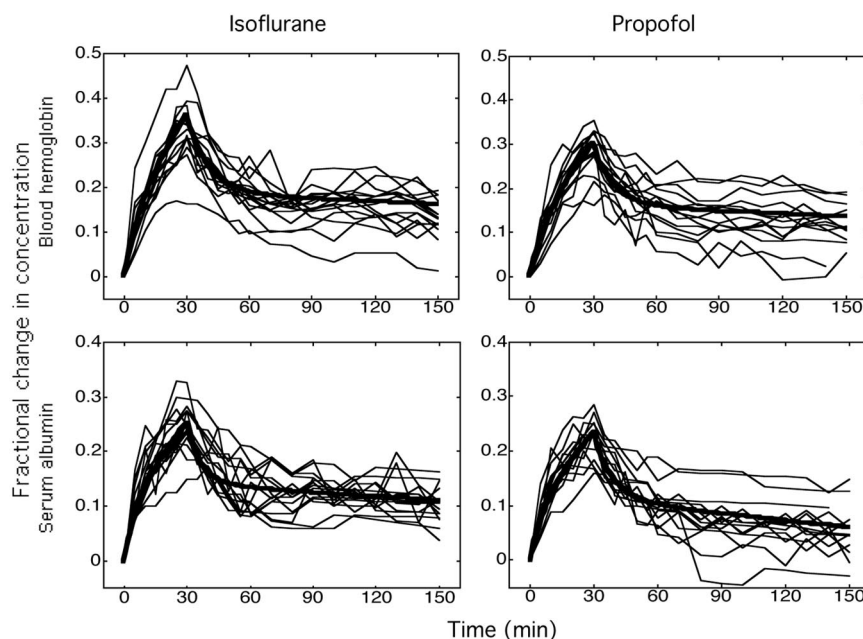 Isoflurane Propofol
Fractional change in concentration
Blood hemoglobin
0.5 0.5
0.4 0.4
0.3 0.3
0.2 0.2
0.1 0.1
0 0
0 30 60 90 120 150 0 30 60 90 120 150
Serum albumin
0.4 0.4
0.3 0.3
0.2 0.2
0.1 0.1
0 0
0 30 60 90 120 150 0 30 60 90 120 150
Time (min)